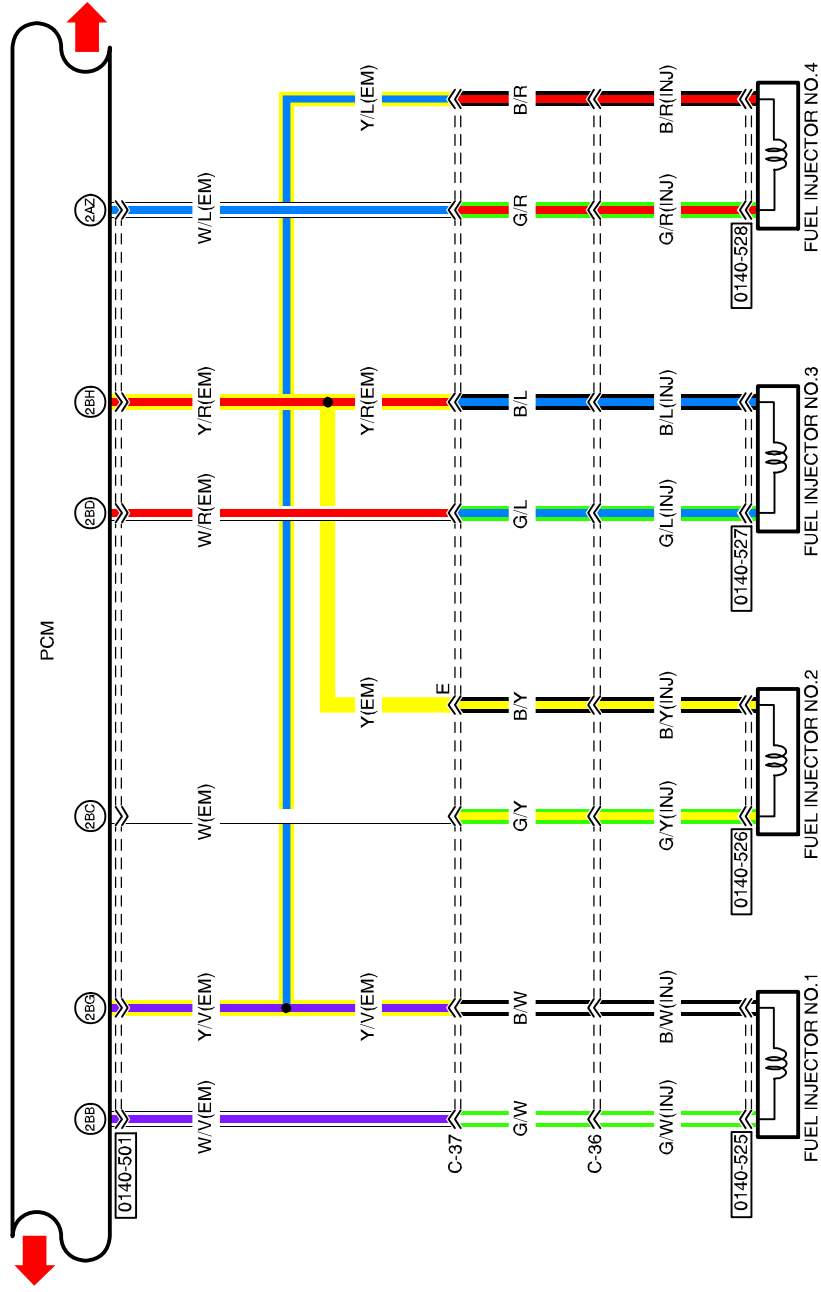 PCM
2BB
2BG
2BC
2BD
2BH
2AZ
0140-501
W/V(EM)
Y/V(EM)
W(EM)
W/R(EM)
Y/R(EM)
W/L(EM)
Y/V(EM)
Y(EM)
Y/R(EM)
Y/L(EM)
E
C-37
G/W
B/W
G/Y
B/Y
G/L
B/L
G/R
B/R
C-36
G/W(INJ)
B/W(INJ)
G/Y(INJ)
B/Y(INJ)
G/L(INJ)
B/L(INJ)
G/R(INJ)
B/R(INJ)
0140-525
0140-526
0140-527
0140-528
FUEL INJECTOR NO.1
FUEL INJECTOR NO.2
FUEL INJECTOR NO.3
FUEL INJECTOR NO.4